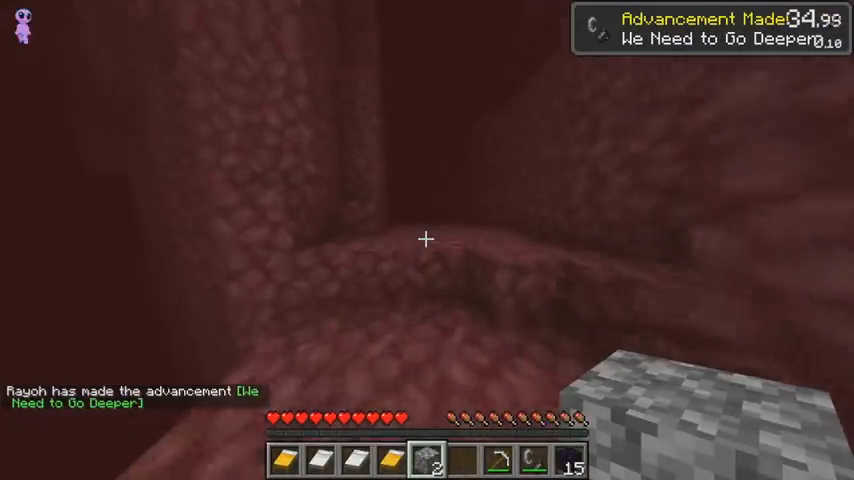 Advancement Made
34.99
We Need to Go Deeper
0.10
Rayoh has made the advancement [We
Need to Go Deeper]
2
15